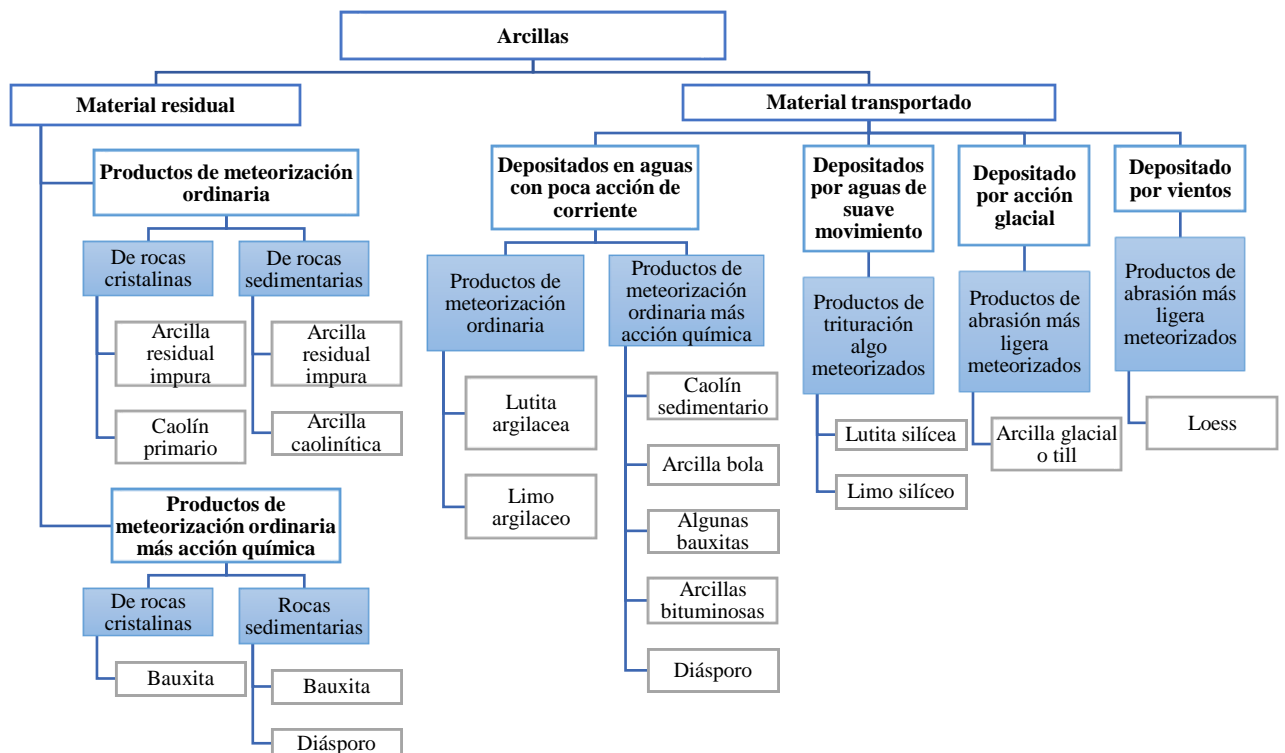 Arcillas
Material residual
Productos de meteorización
ordinaria
De rocas
cristalinas
Arcilla
residual
impura
Caolín
primario
De rocas
sedimentarias
Arcilla
residual
impura
Arcilla
caolinítica
Productos de
meteorización ordinaria
más acción química
De rocas
cristalinas
Bauxita
Rocas
sedimentarias
Bauxita
Diásporo
Material transportado
Depositados en aguas
con poca acción de
corriente
Productos de
meteorización
ordinaria
Lutita
argilacea
Limo
argilaceo
Productos de
meteorización
ordinaria más
acción química
Caolín
sedimentario
Arcilla bola
Algunas
bauxitas
Arcillas
bituminosas
Diásporo
Depositados
por aguas de
suave
movimiento
Productos de
trituración
algo
meteorizados
Lutita silícea
Limo silíceo
Depositado
por acción
glacial
Productos de
abrasión más
ligera
meteorizados
Arcilla glacial
o till
Depositado
por vientos
Productos de
abrasión más
ligera
meteorizados
Loess